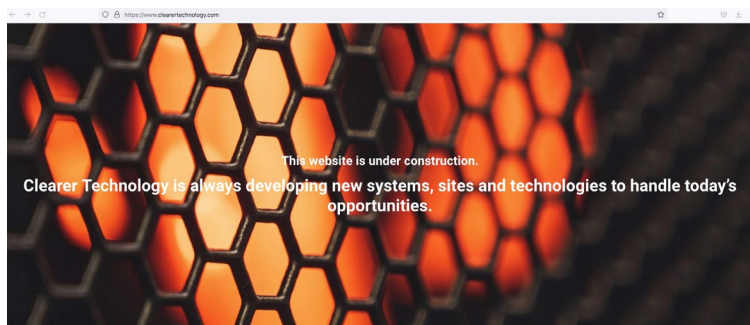 https://www.clearertechnology.com
This website is under construction.
Clearer Technology is always developing new systems, sites and technologies to handle today’s
opportunities.